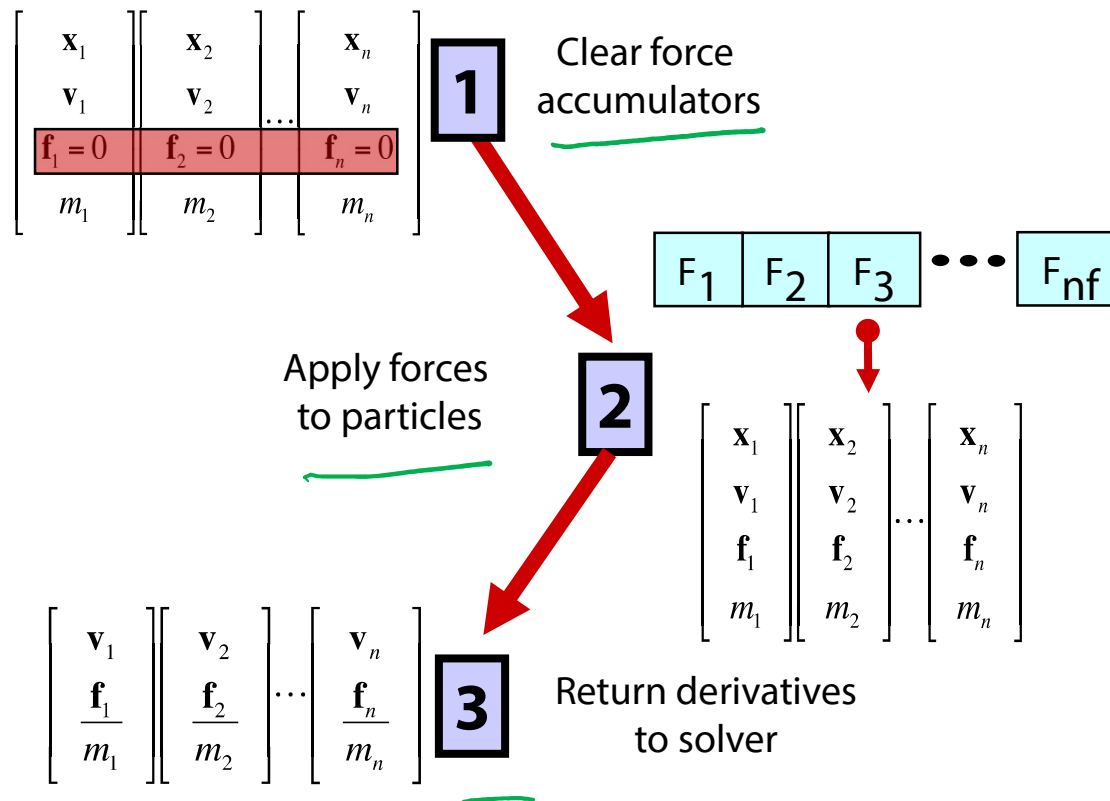 x₁ x₂ xₙ
v₁ v₂ … vₙ
f₁ = 0 f₂ = 0 fₙ = 0
m₁ m₂ mₙ
1
Clear force
accumulators
F₁ F₂ F₃ •••• Fnf
Apply forces
to particles
2
x₁ x₂ xₙ
v₁ v₂ … vₙ
f₁ f₂ fₙ
m₁ m₂ mₙ
v₁ v₂ … vₙ
f₁ f₂ fₙ
m₁ m₂ mₙ
3
Return derivatives
to solver